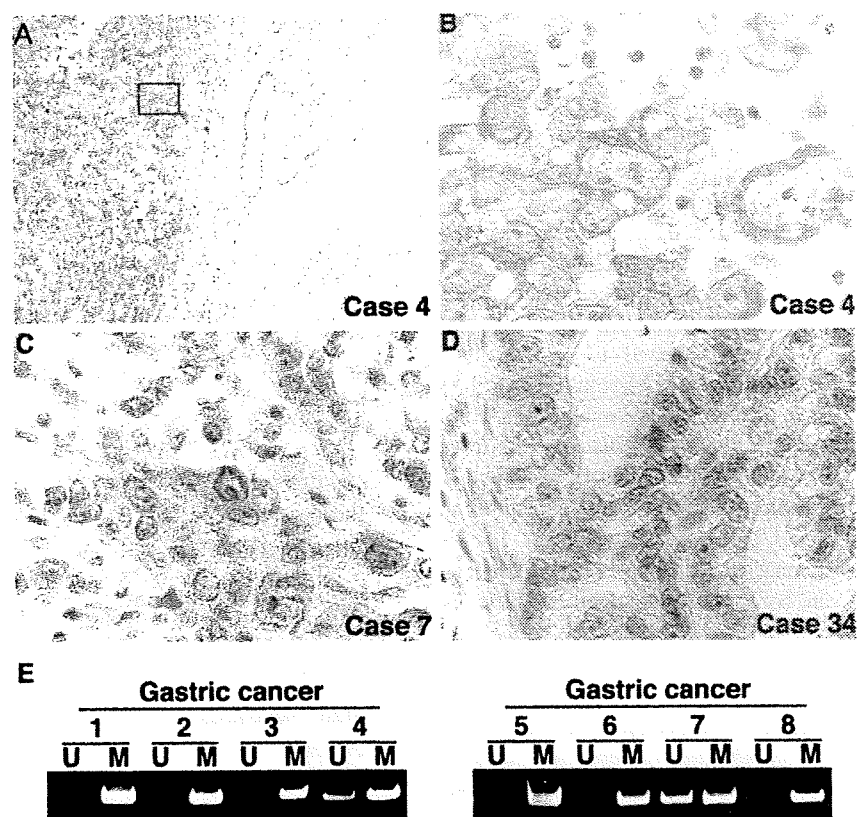 A
B
Case 4
Case 4
C
D
Case 7
Case 34
E
Gastric cancer
Gastric cancer
1 2 3 4
5 6 7 8
U M U M U M U M
U M U M U M U M